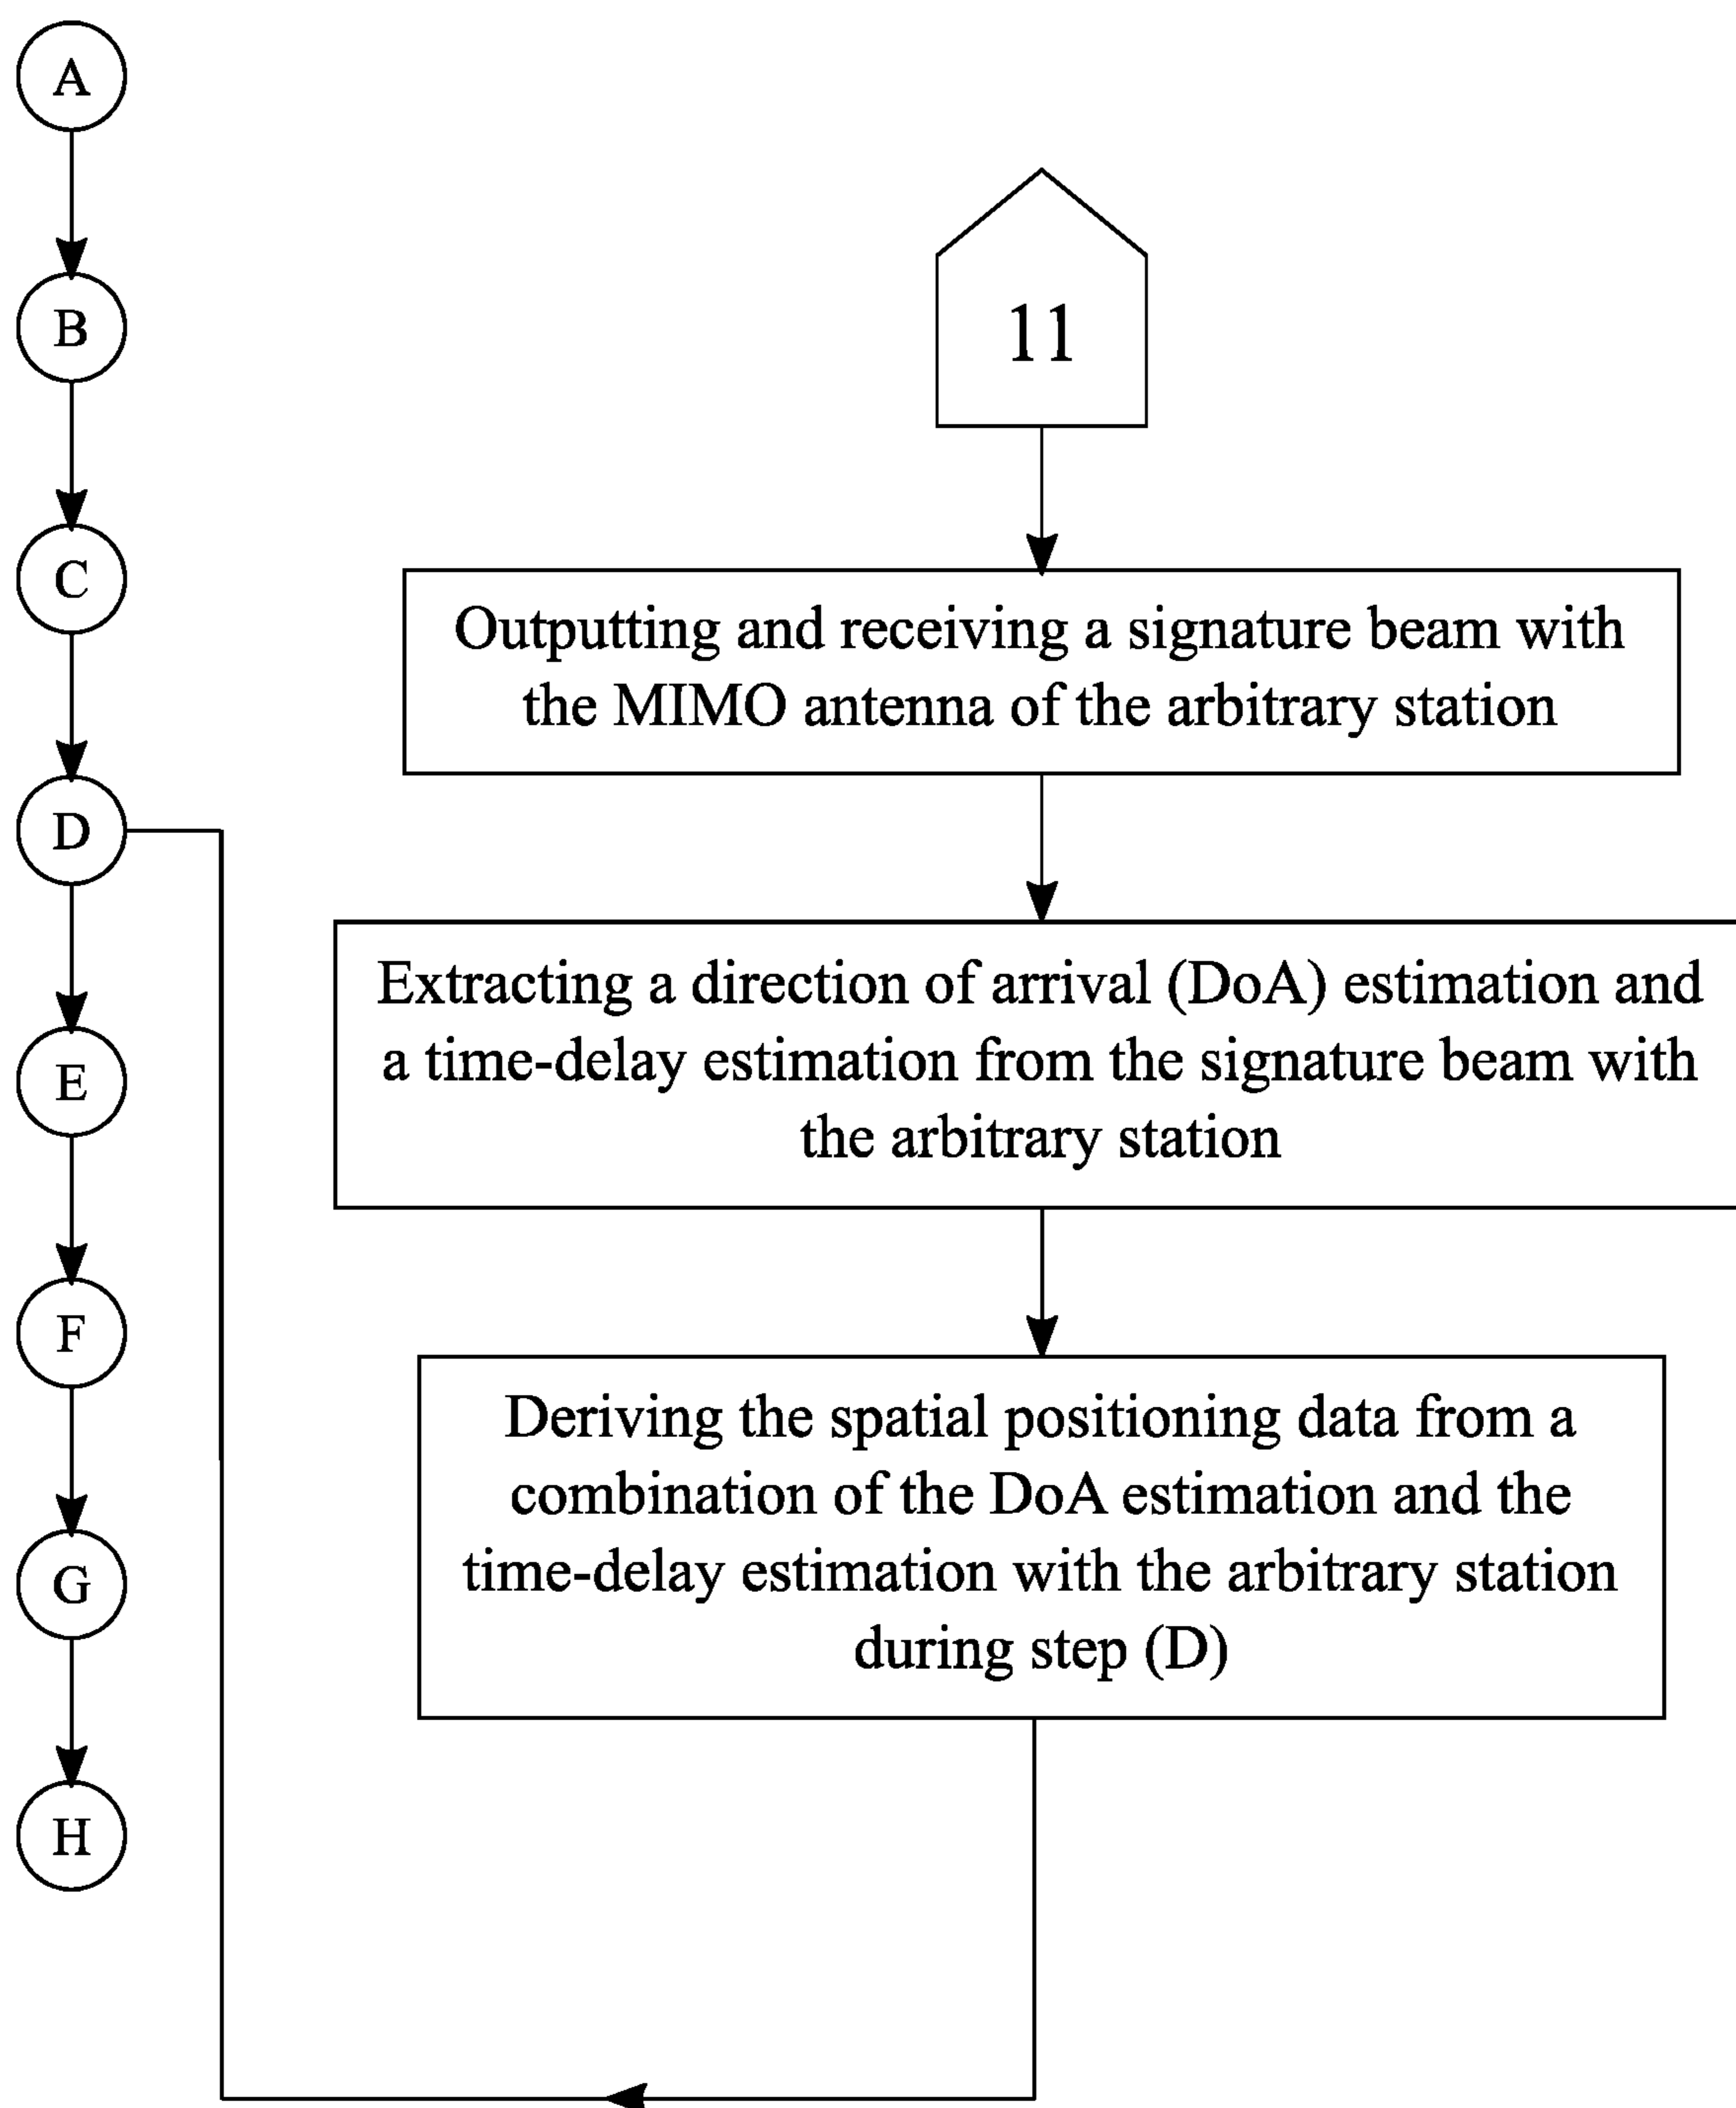 A
B
C
D
E
F
G
H
11
Outputting and receiving a signature beam with
the MIMO antenna of the arbitrary station
Extracting a direction of arrival (DoA) estimation and
a time-delay estimation from the signature beam with
the arbitrary station
Deriving the spatial positioning data from a
combination of the DoA estimation and the
time-delay estimation with the arbitrary station
during step (D)